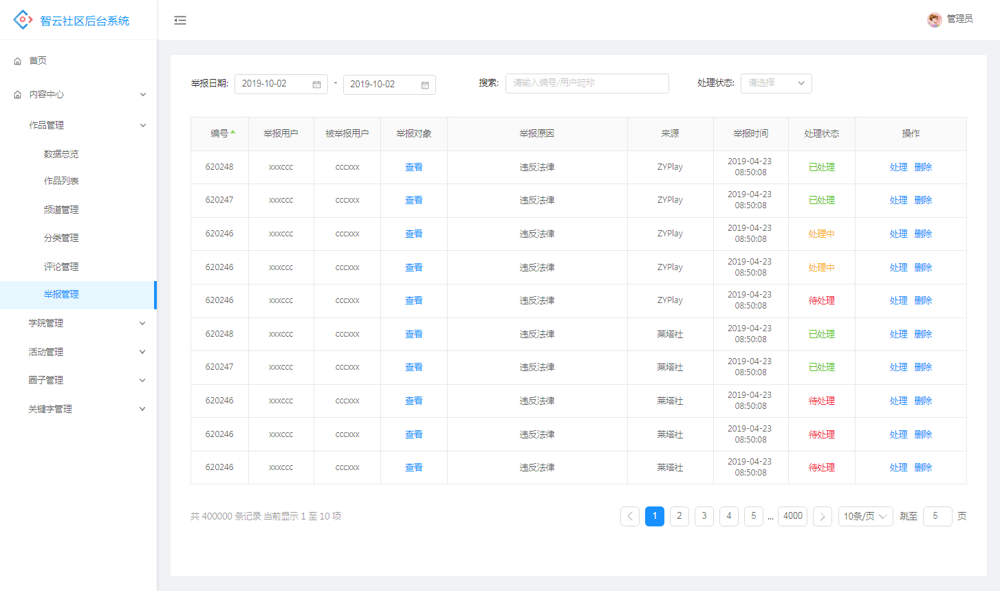 智云社区后台系统
管理员
首页
内容中心
作品管理
数据总览
作品列表
频道管理
分类管理
评论管理
举报管理
学院管理
活动管理
圈子管理
关键字管理
举报日期: 2019-10-02 - 2019-10-02 搜索: 请输入编号/用户昵称 处理状态: 请选择
编号 举报用户 被举报用户 举报对象 举报原因 来源 举报时间 处理状态 操作
620248 xxxccc cccxxx 查看 违反法律 ZYPlay 2019-04-23 08:50:08 已处理 处理 删除
620247 xxxccc cccxxx 查看 违反法律 ZYPlay 2019-04-23 08:50:08 已处理 处理 删除
620246 xxxccc cccxxx 查看 违反法律 ZYPlay 2019-04-23 08:50:08 处理中 处理 删除
620246 xxxccc cccxxx 查看 违反法律 ZYPlay 2019-04-23 08:50:08 处理中 处理 删除
620246 xxxccc cccxxx 查看 违反法律 ZYPlay 2019-04-23 08:50:08 待处理 处理 删除
620248 xxxccc cccxxx 查看 违反法律 莱塔社 2019-04-23 08:50:08 已处理 处理 删除
620247 xxxccc cccxxx 查看 违反法律 莱塔社 2019-04-23 08:50:08 已处理 处理 删除
620246 xxxccc cccxxx 查看 违反法律 莱塔社 2019-04-23 08:50:08 待处理 处理 删除
620246 xxxccc cccxxx 查看 违反法律 莱塔社 2019-04-23 08:50:08 待处理 处理 删除
620246 xxxccc cccxxx 查看 违反法律 莱塔社 2019-04-23 08:50:08 待处理 处理 删除
共 400000 条记录 当前显示 1 至 10 项 1 2 3 4 5 ... 4000 10条/页 跳至 5 页